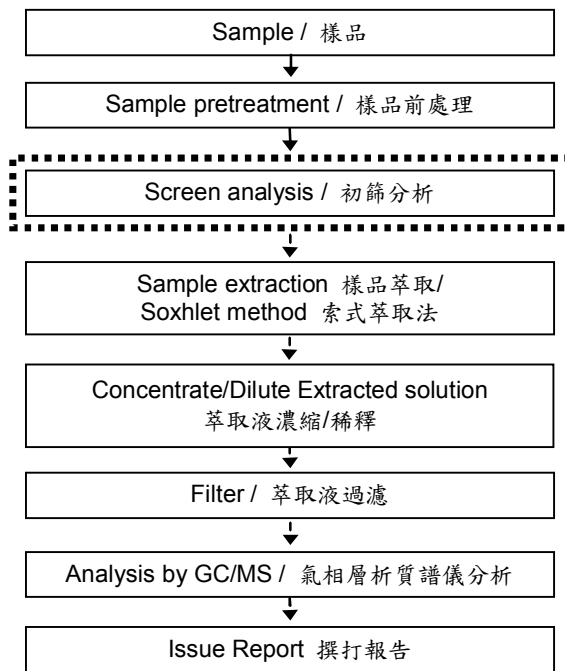 Sample / 樣品
Sample pretreatment / 樣品前處理
Screen analysis / 初篩分析
Sample extraction 樣品萃取/
Soxhlet method 索式萃取法
Concentrate/Dilute Extracted solution
萃取液濃縮/稀釋
Filter / 萃取液過濾
Analysis by GC/MS / 氣相層析質譜儀分析
Issue Report 撰打報告